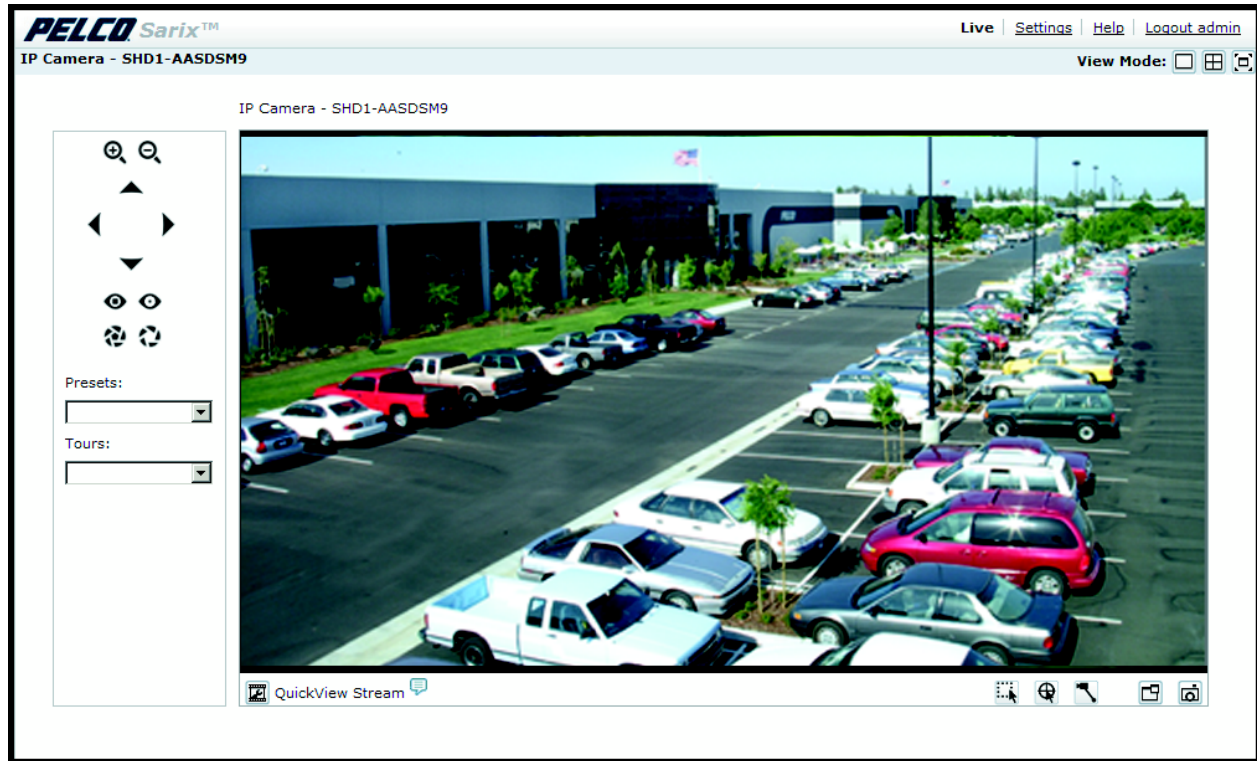 PELCO Sarix™
Live Settings Help Logout admin
IP Camera - SHD1-AASDSM9
View Mode:
IP Camera - SHD1-AASDSM9
Presets:
Tours:
PELCO
QuickView Stream